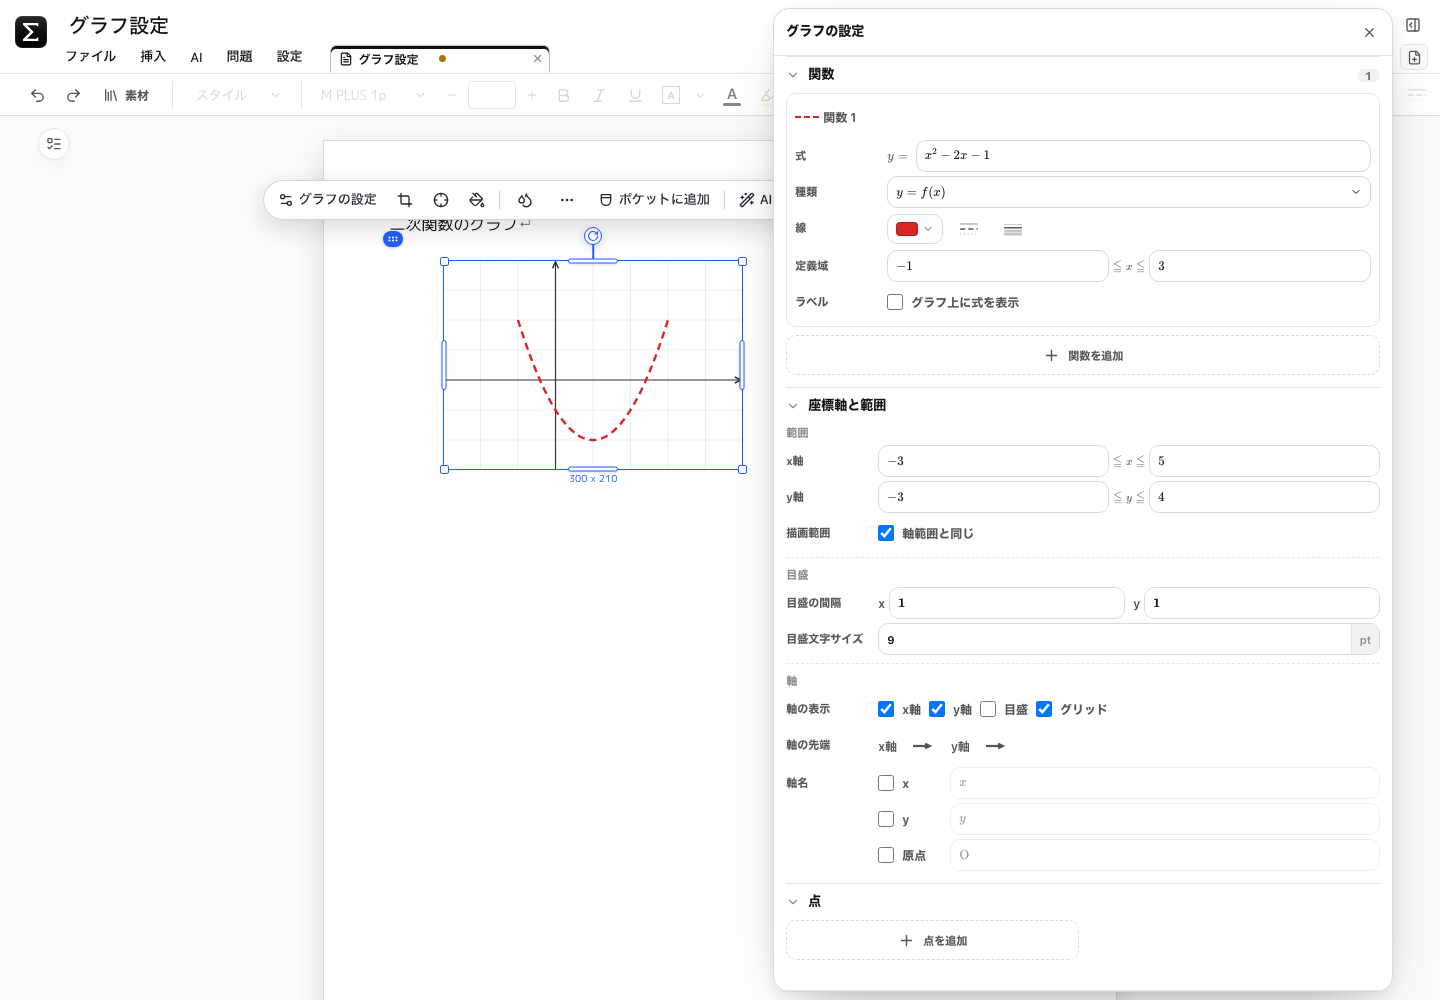 Σ
グラフ設定
ファイル 挿入 AI 問題 設定
グラフ設定
素材 スタイル M PLUS 1p B I U A A
グラフの設定 ポケットに追加 AI
二次関数のグラフ↵
300 x 210
グラフの設定
関数 1
関数 1
式 y = x² − 2x − 1
種類 y = f(x)
線
定義域 −1 ≦ x ≦ 3
ラベル グラフ上に式を表示
関数を追加
座標軸と範囲
範囲
x軸 −3 ≦ x ≦ 5
y軸 −3 ≦ y ≦ 4
描画範囲 軸範囲と同じ
目盛
目盛の間隔 x 1 y 1
目盛文字サイズ 9 pt
軸
軸の表示 x軸 y軸 目盛 グリッド
軸の先端 x軸 y軸
軸名 x x
y y
原点 O
点
点を追加